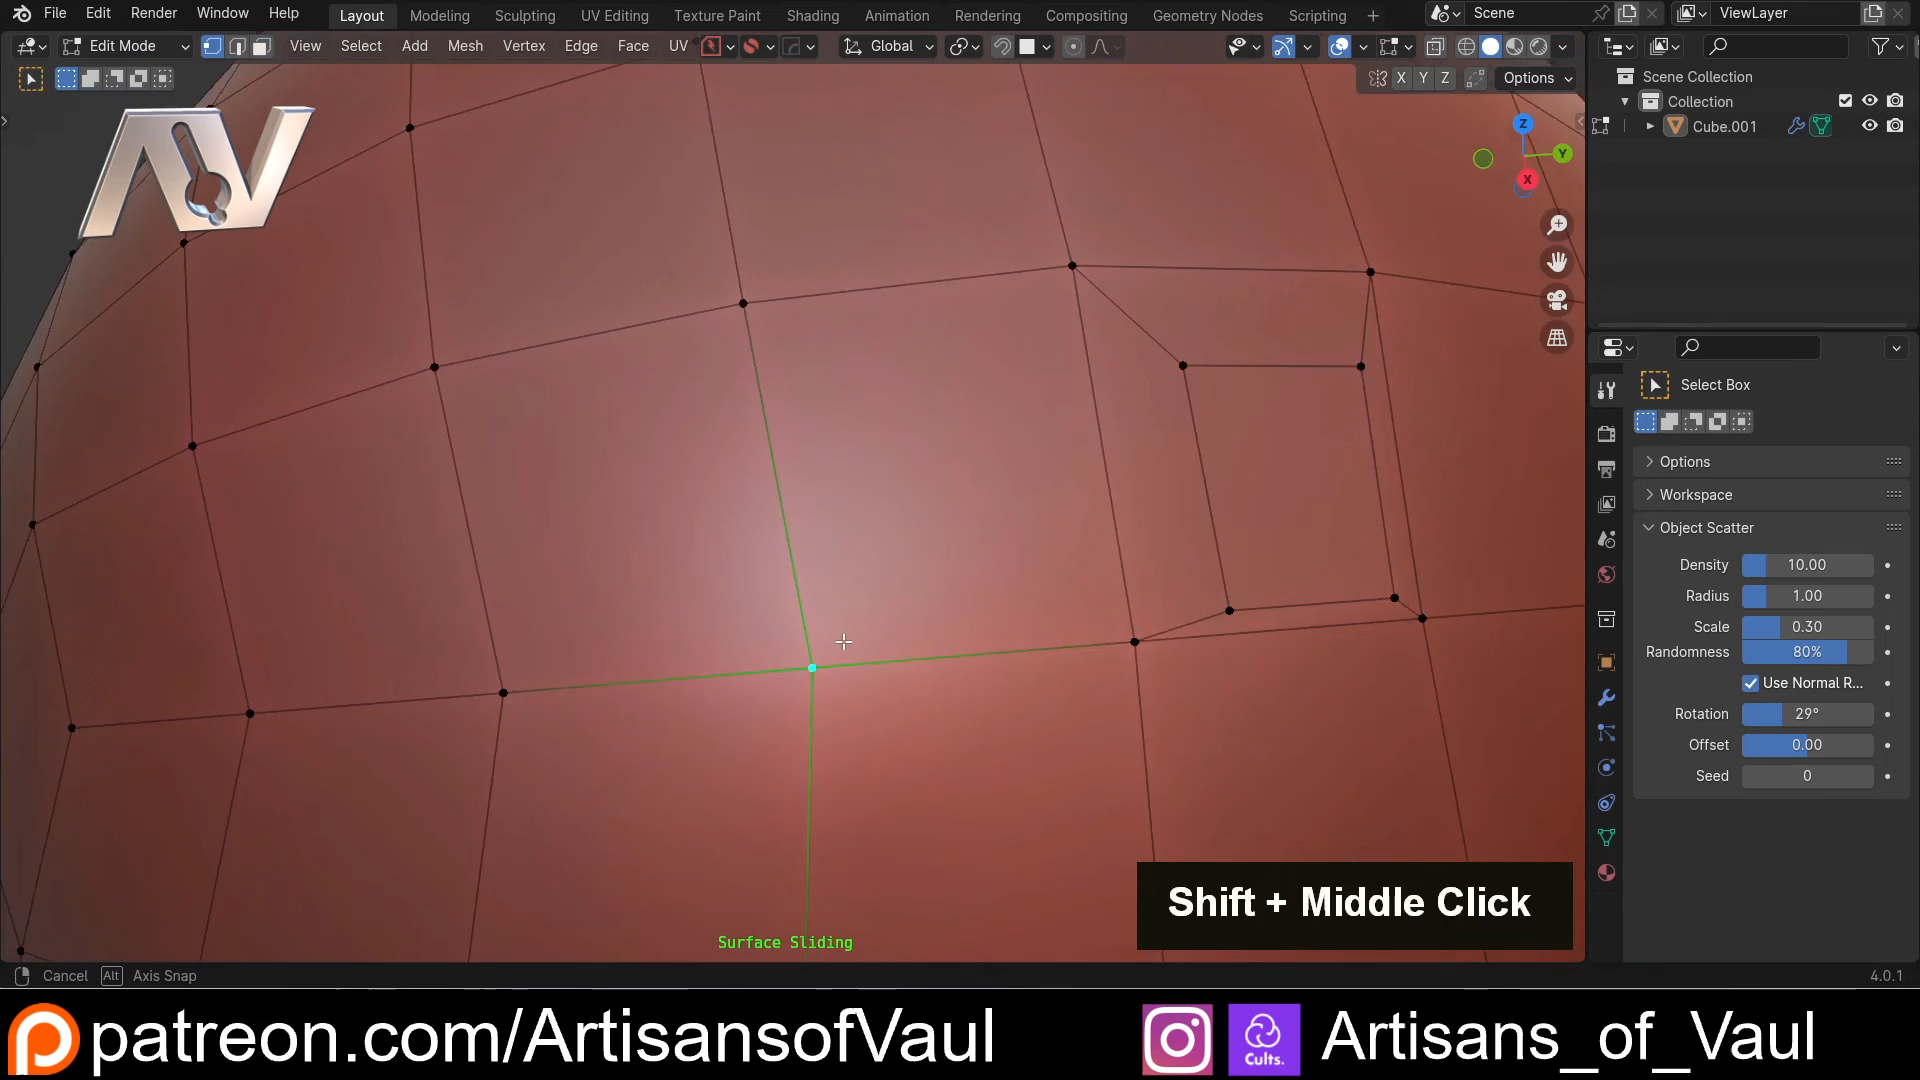 File Edit Render Window Help Layout Modeling Sculpting UV Editing Texture Paint Shading Animation Rendering Compositing Geometry Nodes Scripting + Scene ViewLayer
Edit Mode View Select Add Mesh Vertex Edge Face UV Global
X Y Z Options
Scene Collection
Collection
Cube.001
Z
Y
X
AV
Select Box
Options
Workspace
Object Scatter
Density 10.00
Radius 1.00
Scale 0.30
Randomness 80%
Use Normal R...
Rotation 29°
Offset 0.00
Seed 0
Shift + Middle Click
Surface Sliding
Cancel Alt Axis Snap 4.0.1
patreon.com/ArtisansofVaul Cults. Artisans_of_Vaul